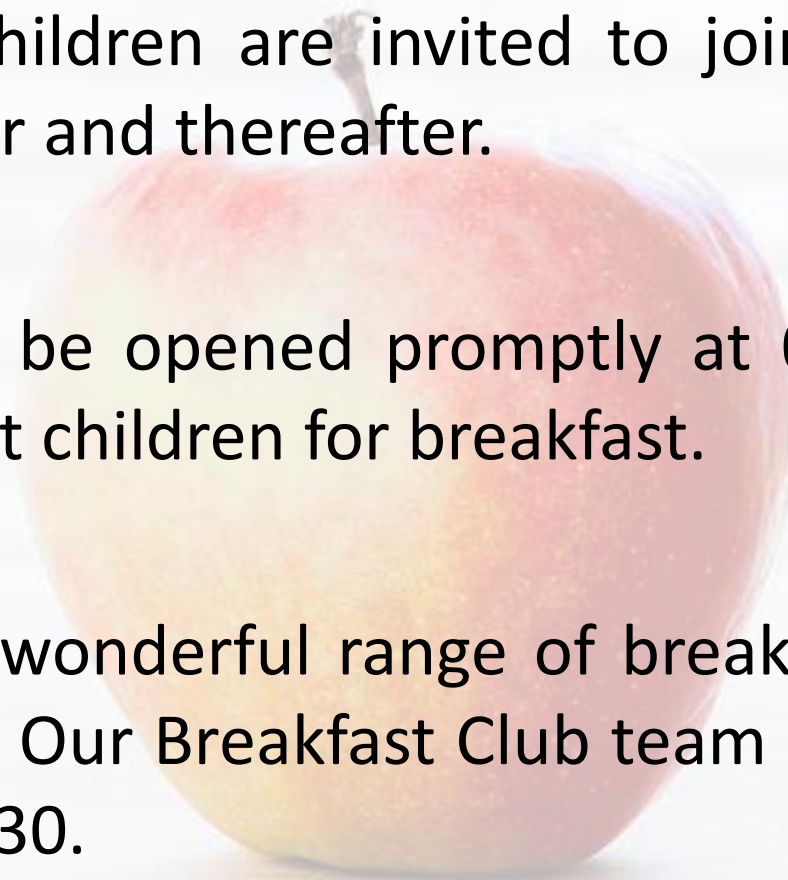 hildren are invited to join
r and thereafter.
be opened promptly at
t children for breakfast.
wonderful range of break
Our Breakfast Club team
30.